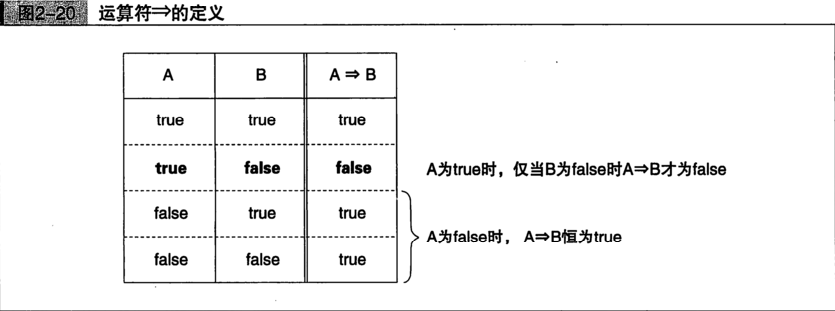 图2-20 运算符⇒的定义
A B A ⇒ B
true true true
true false false
A为true时，仅当B为false时A⇒B才为false
false true true
A为false时， A⇒B恒为true
false false true